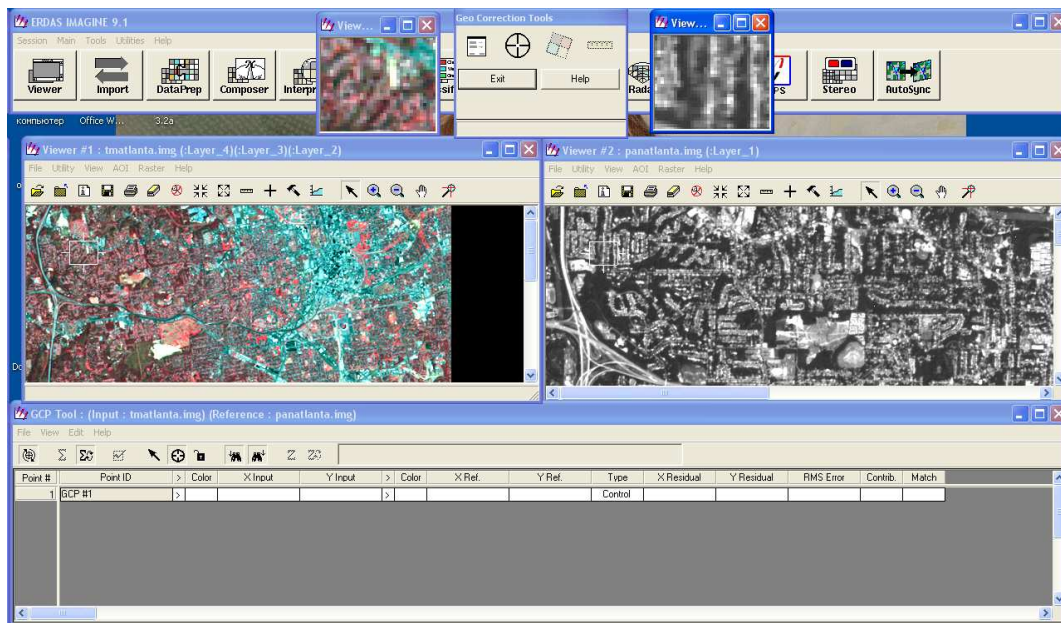 ERDAS IMAGINE 9.1
Session Main Tools Utilities Help
Viewer Import DataPrep Composer Stereo AutoSync
View...
Geo Correction Tools
Exit Help
View...
компьютер Office W... 3.2a
Viewer #1 : tmatlanta.img (:Layer_4)(:Layer_3)(:Layer_2)
File Utility View AOI Raster Help
Viewer #2 : panatlanta.img (:Layer_1)
File Utility View AOI Raster Help
GCP Tool : (Input : tmatlanta.img) (Reference : panatlanta.img)
File View Edit Help
Point # Point ID > Color X Input Y Input > Color X Ref. Y Ref. Type X Residual Y Residual RMS Error Contrib. Match
1 GCP #1 > > Control